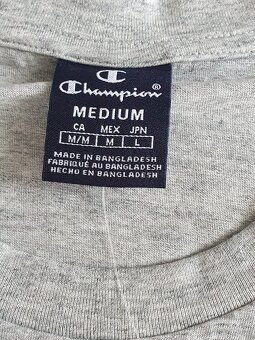 Champion®
MEDIUM
CA MEX JPN
M/M M L
MADE IN BANGLADESH
FABRIQUÉ AU BANGLADESH
HECHO EN BANGLADESH